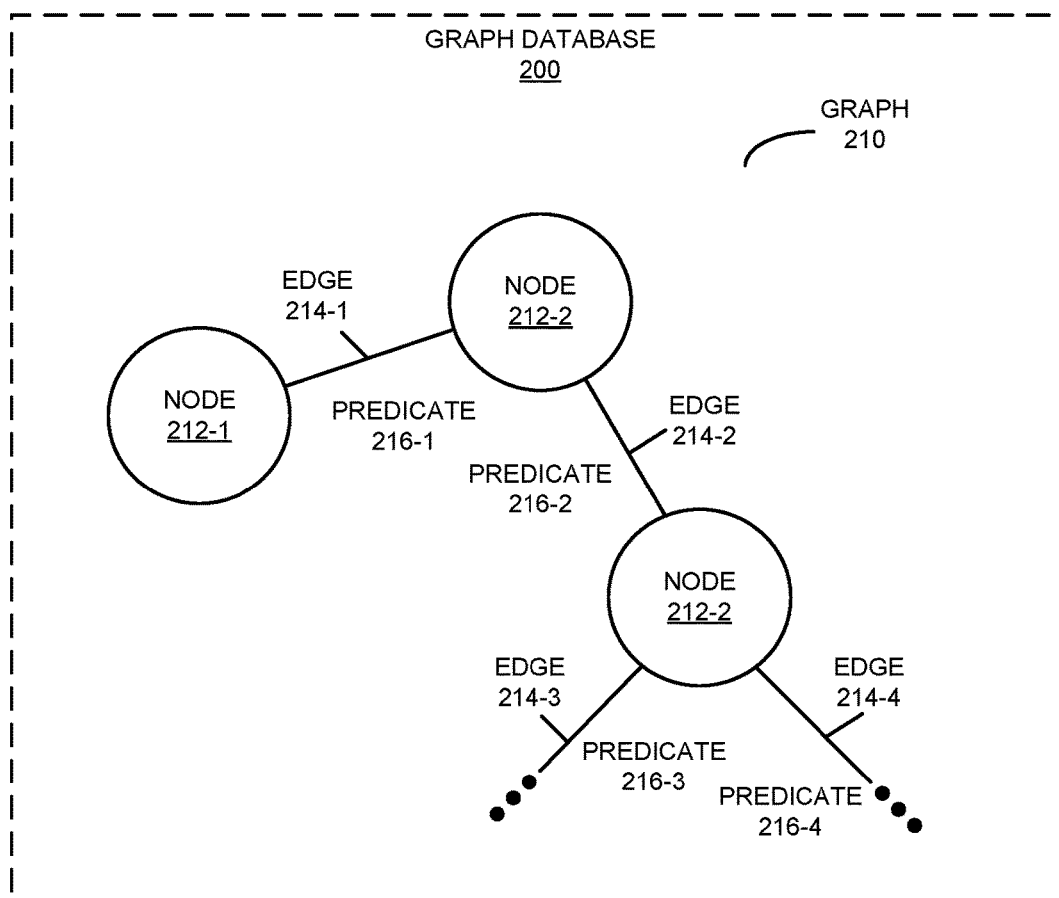 GRAPH DATABASE
200
GRAPH
210
EDGE
214-1
NODE
212-2
NODE
212-1
PREDICATE
216-1
EDGE
214-2
PREDICATE
216-2
NODE
212-2
EDGE
214-3
EDGE
214-4
PREDICATE
216-3
PREDICATE
216-4